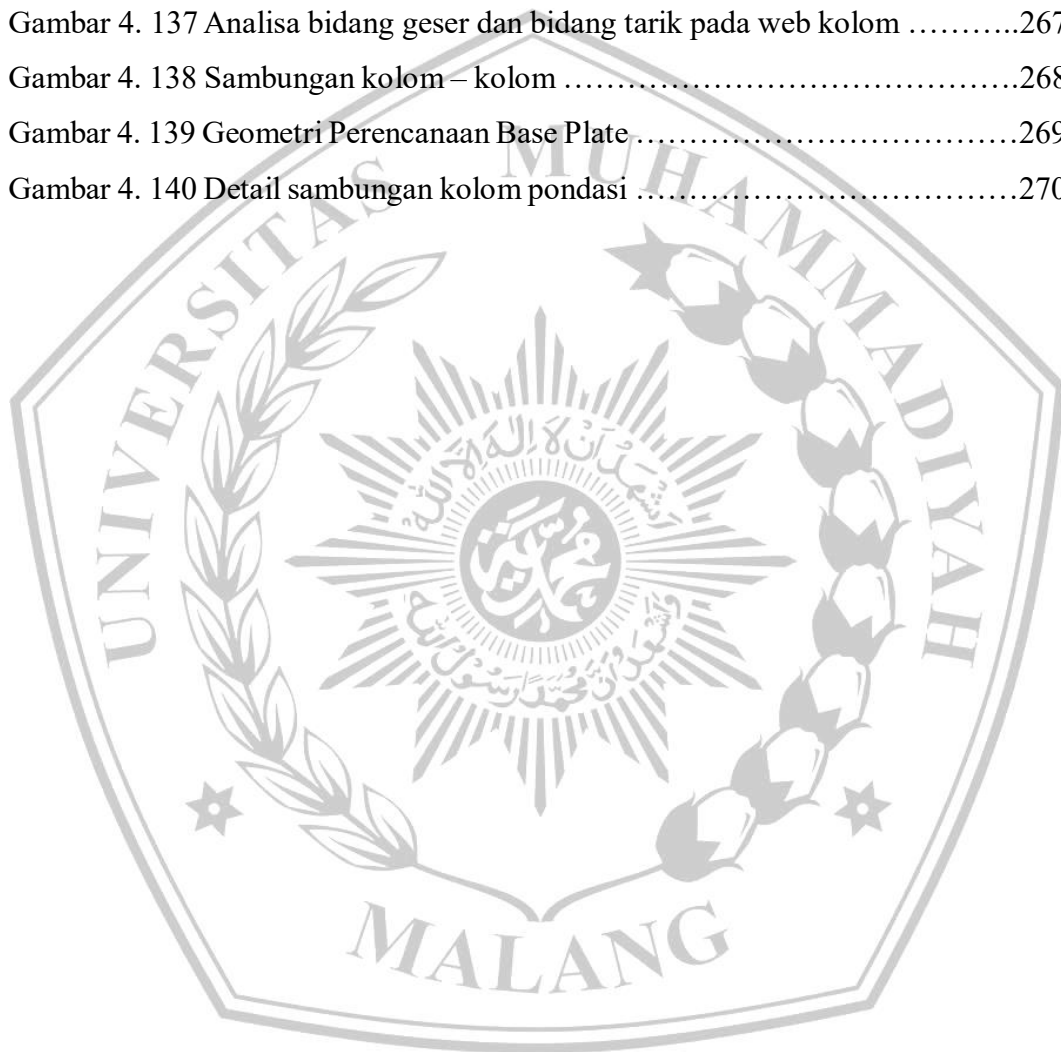 Gambar 4. 137 Analisa bidang geser dan bidang tarik pada web kolom ………..267
Gambar 4. 138 Sambungan kolom – kolom ……………………………………….268
Gambar 4. 139 Geometri Perencanaan Base Plate ……………………………….269
Gambar 4. 140 Detail sambungan kolom pondasi ……………………………….270
UNIVERSITAS MUHAMMADIYAH
MALANG